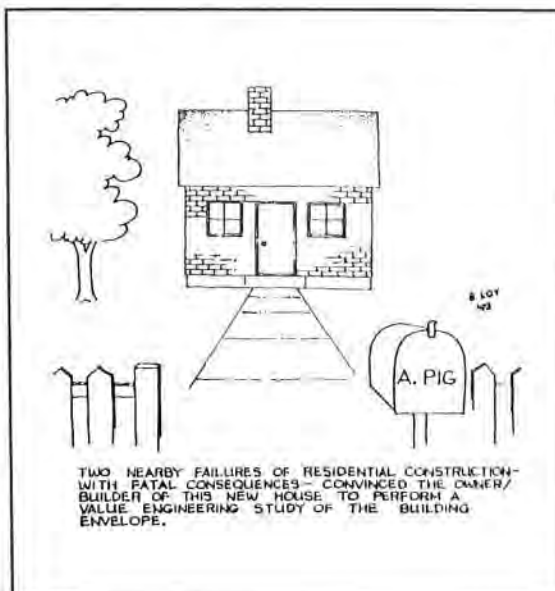 B LOY
A. PIG
TWO NEARBY FAILURES OF RESIDENTIAL CONSTRUCTION-
WITH FATAL CONSEQUENCES- CONVINCED THE OWNER/
BUILDER OF THIS NEW HOUSE TO PERFORM A
VALUE ENGINEERING STUDY OF THE BUILDING
ENVELOPE.